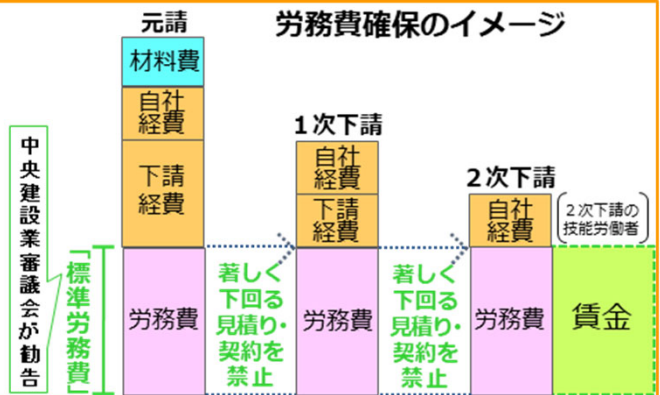 労務費確保のイメージ
元請
材料費
自社
経費
下請
経費
労務費
中央建設業審議会が勧告
「標準労務費」
著しく
下回る
見積り・
契約を
禁止
1次下請
自社
経費
下請
経費
労務費
著しく
下回る
見積り・
契約を
禁止
2次下請
自社
経費
労務費
(2次下請の
技能労働者)
賃金